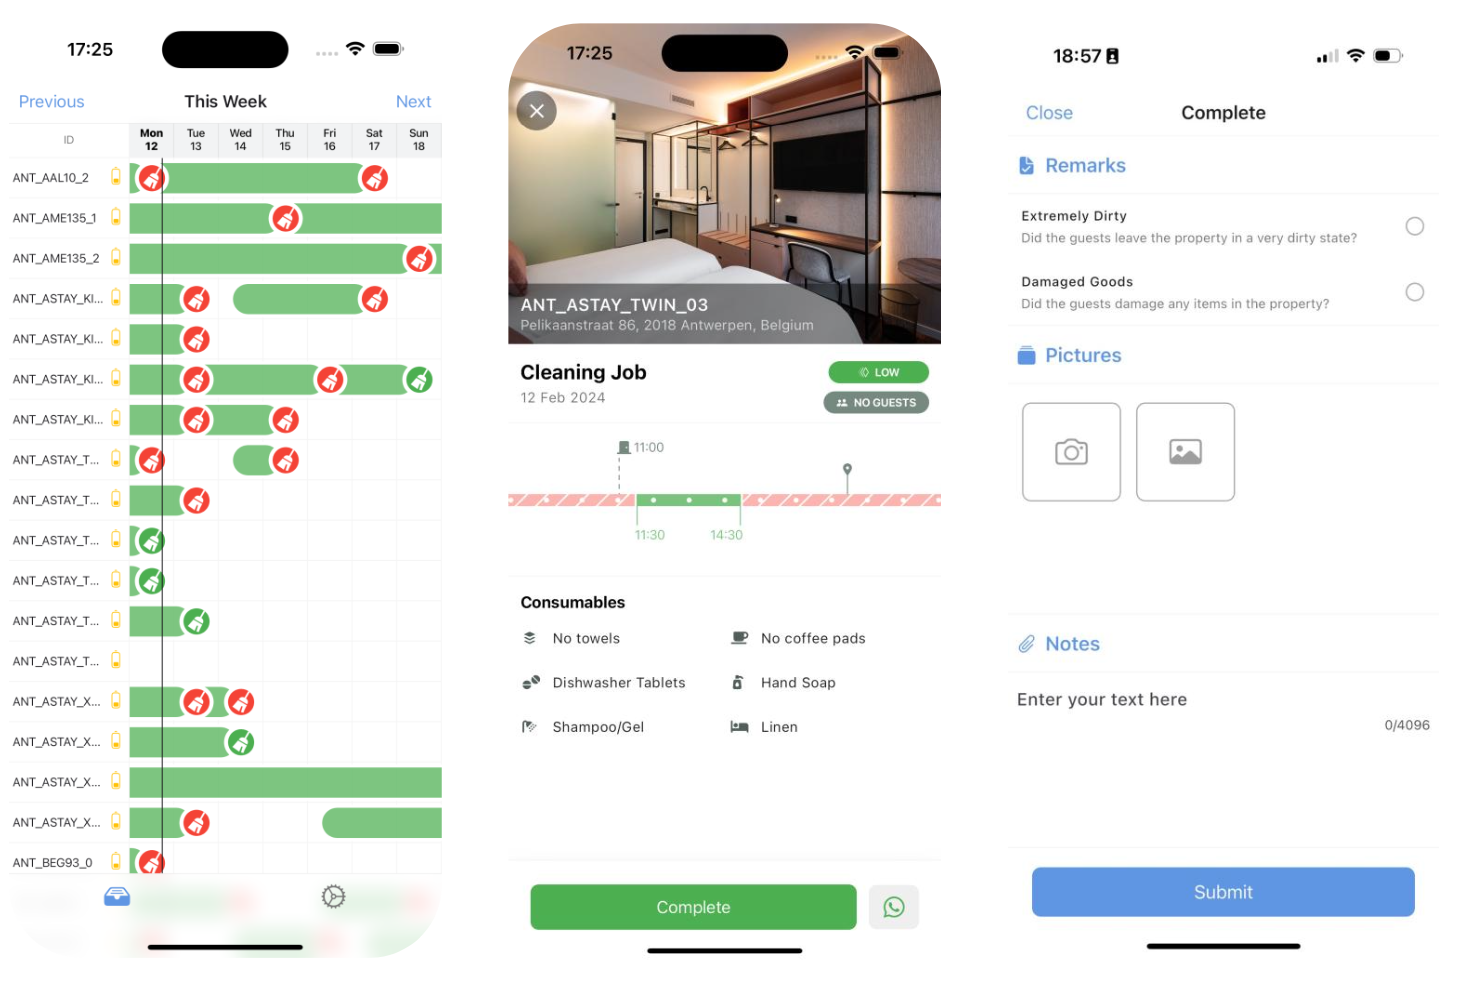 17:25
Previous
This Week
Next
ID
Mon 12
Tue 13
Wed 14
Thu 15
Fri 16
Sat 17
Sun 18
ANT_AAL10_2
ANT_AME135_1
ANT_AME135_2
ANT_ASTAY_KI...
ANT_ASTAY_KI...
ANT_ASTAY_KI...
ANT_ASTAY_KI...
ANT_ASTAY_T...
ANT_ASTAY_T...
ANT_ASTAY_T...
ANT_ASTAY_T...
ANT_ASTAY_T...
ANT_ASTAY_T...
ANT_ASTAY_X...
ANT_ASTAY_X...
ANT_ASTAY_X...
ANT_ASTAY_X...
ANT_BEG93_0
17:25
ANT_ASTAY_TWIN_03
Pelikaanstraat 86, 2018 Antwerpen, Belgium
Cleaning Job
LOW
12 Feb 2024
NO GUESTS
11:00
11:30
14:30
Consumables
No towels
No coffee pads
Dishwasher Tablets
Hand Soap
Shampoo/Gel
Linen
Complete
18:57
Close
Complete
Remarks
Extremely Dirty
Did the guests leave the property in a very dirty state?
Damaged Goods
Did the guests damage any items in the property?
Pictures
Notes
Enter your text here
0/4096
Submit